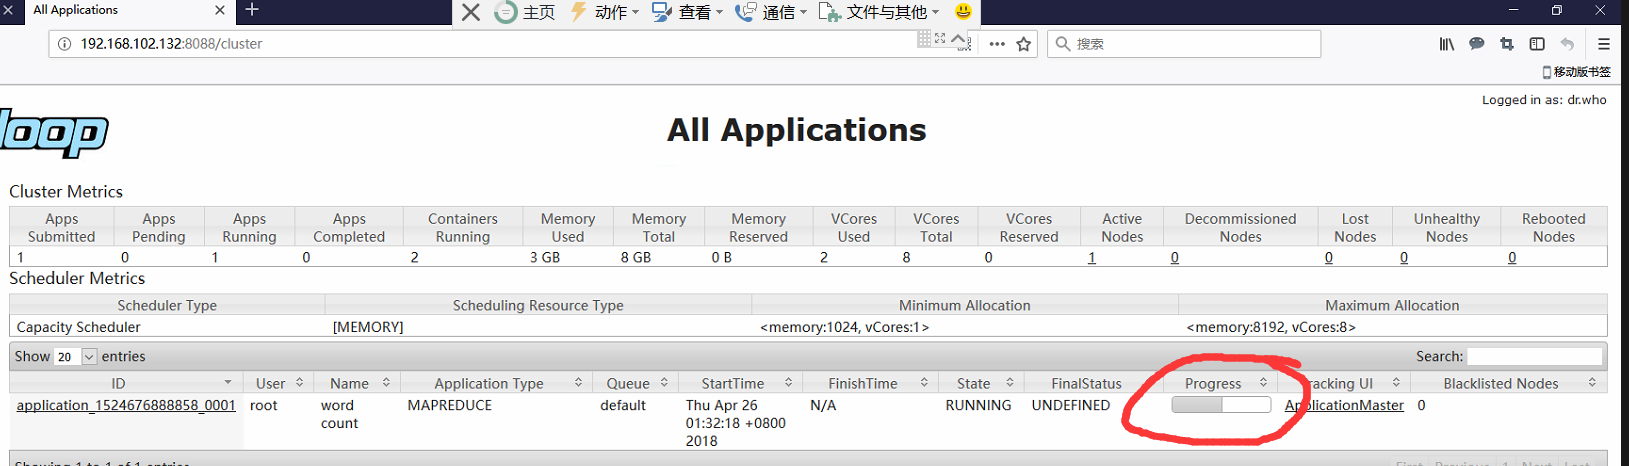 All Applications
主页 动作 查看 通信 文件与其他
192.168.102.132:8088/cluster
搜索
移动版书签
Logged in as: dr.who
loop
All Applications
Cluster Metrics
Apps Submitted Apps Pending Apps Running Apps Completed Containers Running Memory Used Memory Total Memory Reserved VCores Used VCores Total VCores Reserved Active Nodes Decommissioned Nodes Lost Nodes Unhealthy Nodes Rebooted Nodes
1 0 1 0 2 3 GB 8 GB 0 B 2 8 0 1 0 0 0 0
Scheduler Metrics
Scheduler Type Scheduling Resource Type Minimum Allocation Maximum Allocation
Capacity Scheduler [MEMORY] <memory:1024, vCores:1> <memory:8192, vCores:8>
Show 20 entries Search:
ID User Name Application Type Queue StartTime FinishTime State FinalStatus Progress racking UI Blacklisted Nodes
application_1524676888858_0001 root word count MAPREDUCE default Thu Apr 26 01:32:18 +0800 2018 N/A RUNNING UNDEFINED ApplicationMaster 0
Showing 1 to 1 of 1 entries First Previous 1 Next Last